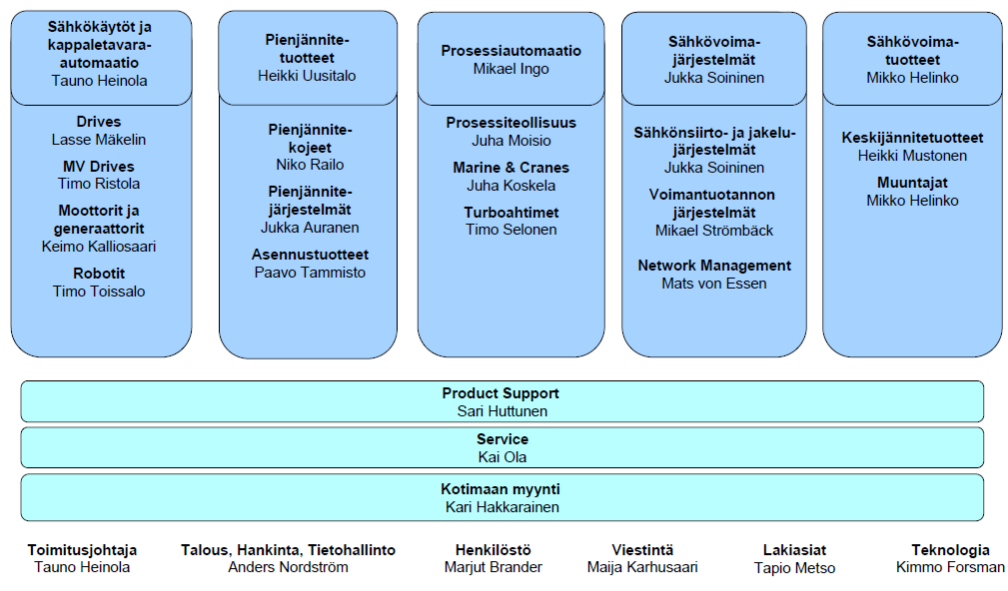 Sähkökäytöt ja
kappaletavara-
automaatio
Tauno Heinola
Drives
Lasse Mäkelin
MV Drives
Timo Ristola
Moottorit ja
generaattorit
Keimo Kalliosaari
Robotit
Timo Toissalo
Pienjännite-
tuotteet
Heikki Uusitalo
Pienjännite-
kojeet
Niko Railo
Pienjännite-
järjestelmät
Jukka Auranen
Asennustuotteet
Paavo Tammisto
Prosessiautomaatio
Mikael Ingo
Prosessiteollisuus
Juha Moisio
Marine & Cranes
Juha Koskela
Turboahtimet
Timo Selonen
Sähkövoima-
järjestelmät
Jukka Soininen
Sähkönsiirto- ja jakelu-
järjestelmät
Jukka Soininen
Voimantuotannon
järjestelmät
Mikael Strömbäck
Network Management
Mats von Essen
Sähkövoima-
tuotteet
Mikko Helinko
Keskijännitetuotteet
Heikki Mustonen
Muuntajat
Mikko Helinko
Product Support
Sari Huttunen
Service
Kai Ola
Kotimaan myynti
Kari Hakkarainen
Toimitusjohtaja
Tauno Heinola
Talous, Hankinta, Tietohallinto
Anders Nordström
Henkilöstö
Marjut Brander
Viestintä
Maija Karhusaari
Lakiasiat
Tapio Metso
Teknologia
Kimmo Forsman